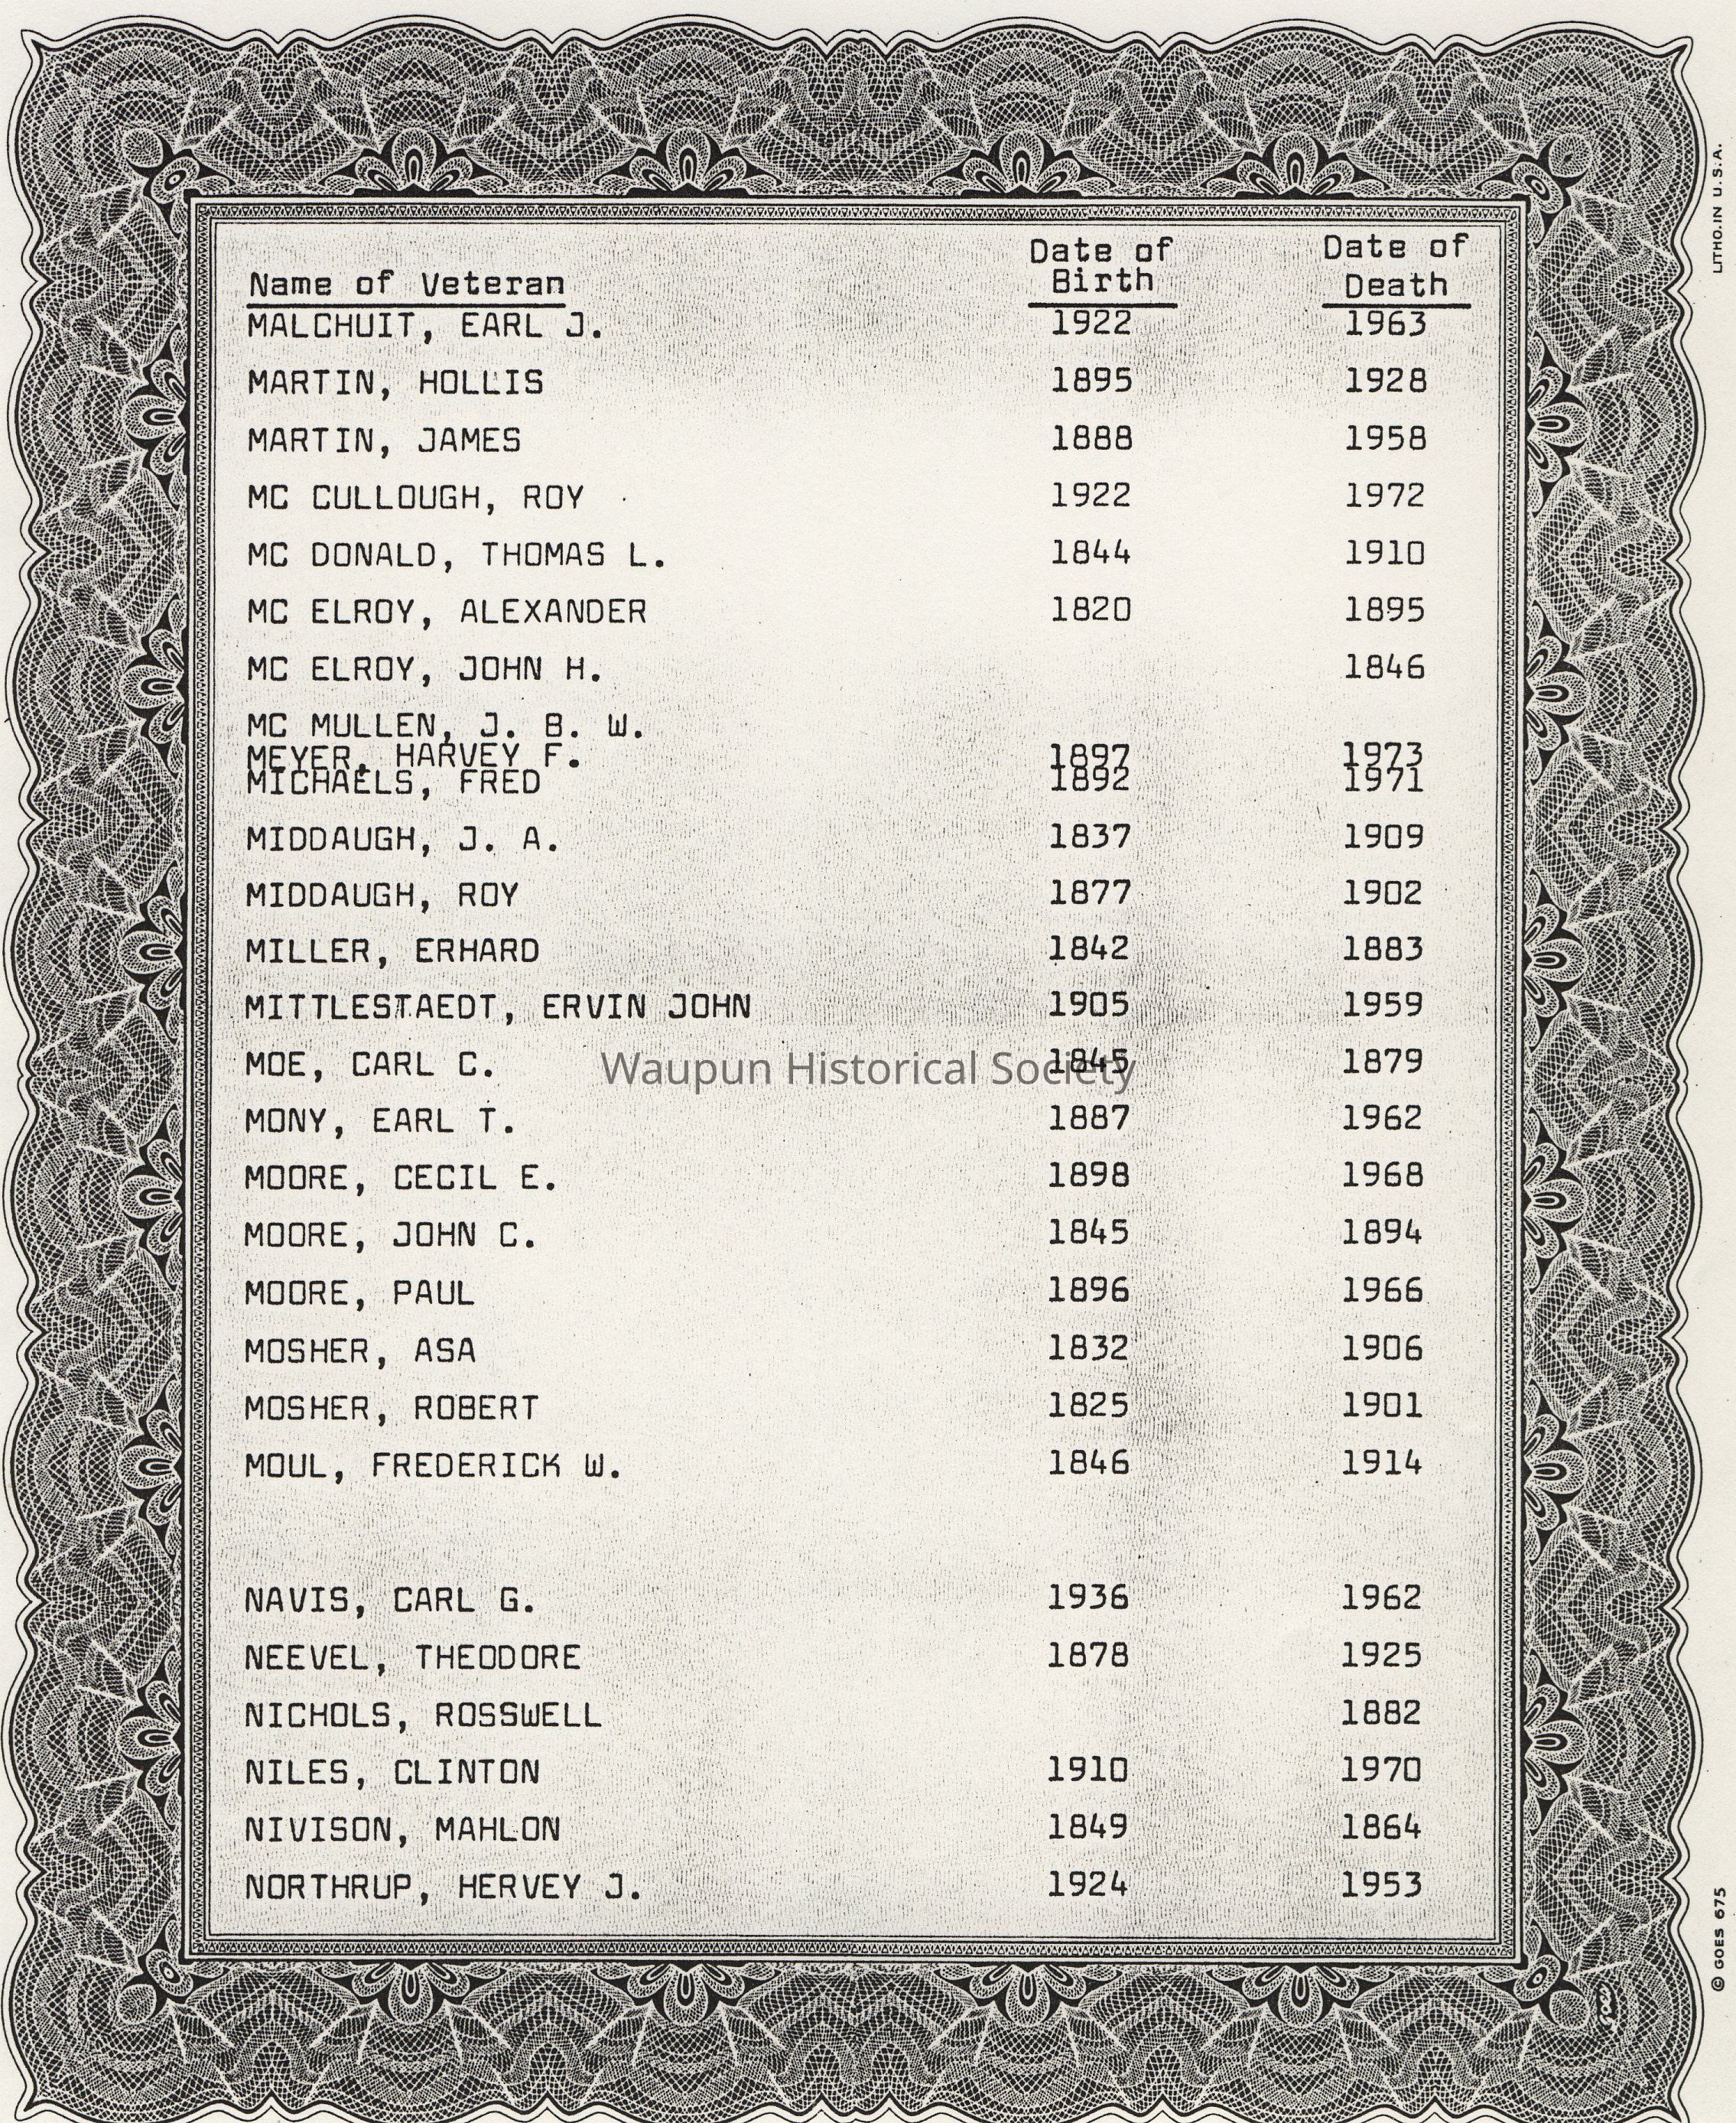 Name of Veteran Date of Birth Date of Death
MALCHUIT, EARL J. 1922 1963
MARTIN, HOLLIS 1895 1928
MARTIN, JAMES 1888 1958
MC CULLOUGH, ROY 1922 1972
MC DONALD, THOMAS L. 1844 1910
MC ELROY, ALEXANDER 1820 1895
MC ELROY, JOHN H. 1846
MC MULLEN, J. B. W.
MEYER, HARVEY F. 1897 1973
MICHAELS, FRED 1892 1971
MIDDAUGH, J. A. 1837 1909
MIDDAUGH, ROY 1877 1902
MILLER, ERHARD 1842 1883
MITTLESTAEDT, ERVIN JOHN 1905 1959
MOE, CARL C. 1845 1879
Waupun Historical Society
MONY, EARL T. 1887 1962
MOORE, CECIL E. 1898 1968
MOORE, JOHN C. 1845 1894
MOORE, PAUL 1896 1966
MOSHER, ASA 1832 1906
MOSHER, ROBERT 1825 1901
MOUL, FREDERICK W. 1846 1914
NAVIS, CARL G. 1936 1962
NEEVEL, THEODORE 1878 1925
NICHOLS, ROSSWELL 1882
NILES, CLINTON 1910 1970
NIVISON, MAHLON 1849 1864
NORTHRUP, HERVEY J. 1924 1953
LITHO. IN U.S.A.
© GOES 675
GOES